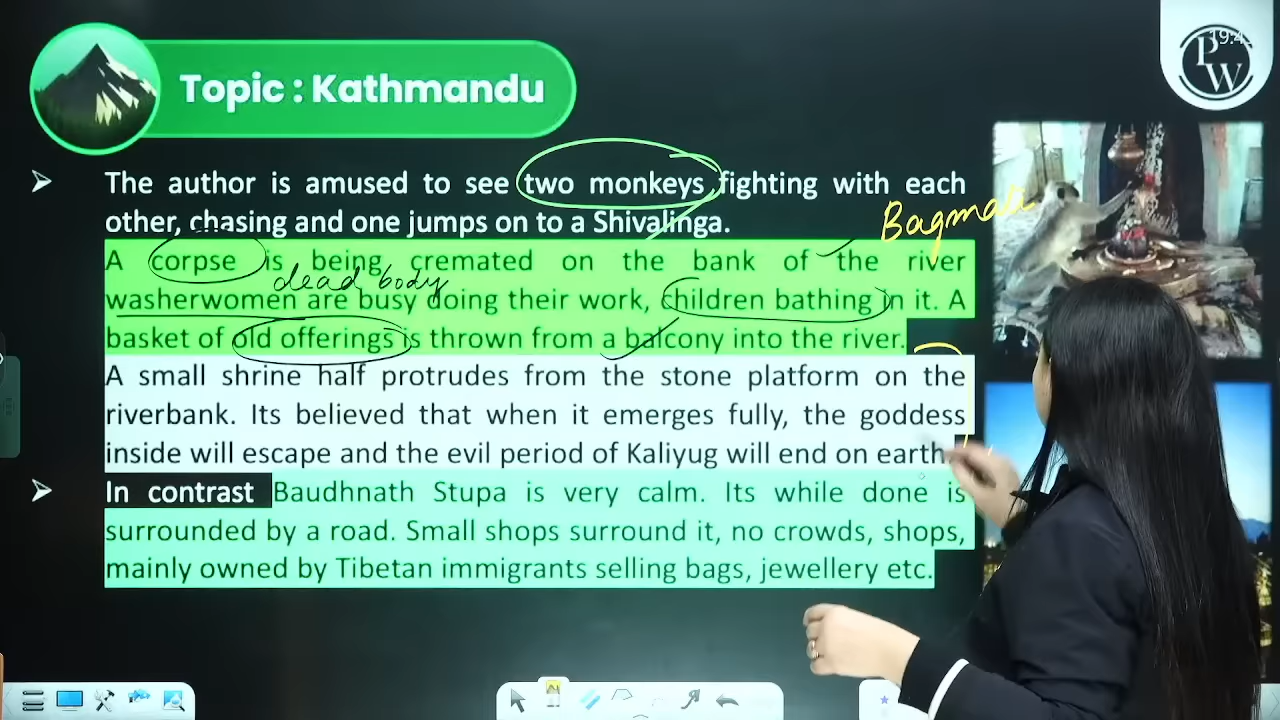 19:4
PW
Topic : Kathmandu
The author is amused to see two monkeys fighting with each
other, chasing and one jumps on to a Shivalinga.
Bagmati
A corpse is being cremated on the bank of the river
dead body
washerwomen are busy doing their work, children bathing in it. A
basket of old offerings is thrown from a balcony into the river.
A small shrine half protrudes from the stone platform on the
riverbank. Its believed that when it emerges fully, the goddess
inside will escape and the evil period of Kaliyug will end on earth.
In contrast Baudhnath Stupa is very calm. Its while done is
surrounded by a road. Small shops surround it, no crowds, shops,
mainly owned by Tibetan immigrants selling bags, jewellery etc.